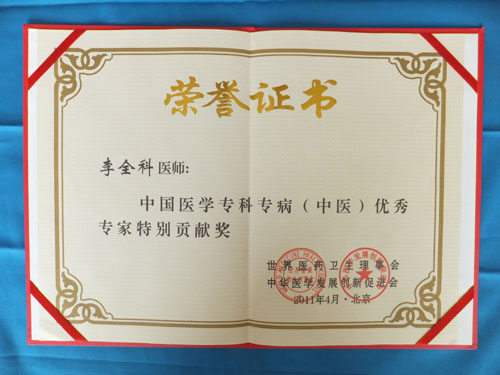 荣誉证书
李全科医师:
中国医学专科专病（中医）优秀
专家特别贡献奖
世界医药卫生理事会
中华医学发展创新促进会
2011年4月·北京